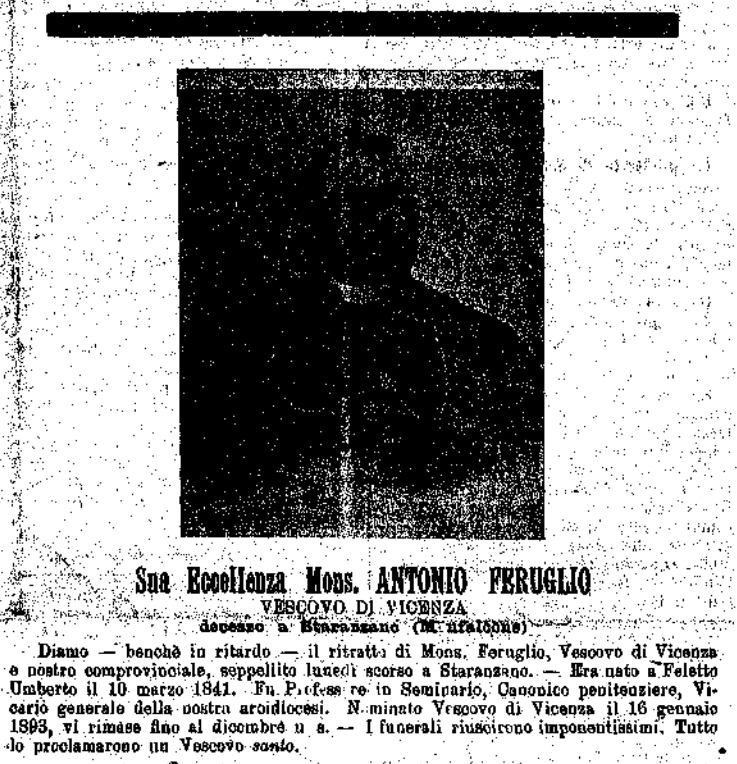 Sua Eccellenza Mons. ANTONIO FERUGLIO
VESCOVO DI VICENZA
decesso a Staranzano (Monfalcone)
Diamo — benchè in ritardo — il ritratto di Mons. Feruglio, Vescovo di Vicenza
e nostro comprovinciale, seppellito lunedì scorso a Staranzano. — Era nato a Feletto
Umberto il 10 marzo 1841. Fu Professore in Seminario, Canonico penitenziere, Vi-
cario generale della nostra arcidiocesi. Nominato Vescovo di Vicenza il 16 gennaio
1893, vi rimase fino al dicembre u s. — I funerali riuscirono imponentissimi. Tutto
lo proclamarono un Vescovo santo.